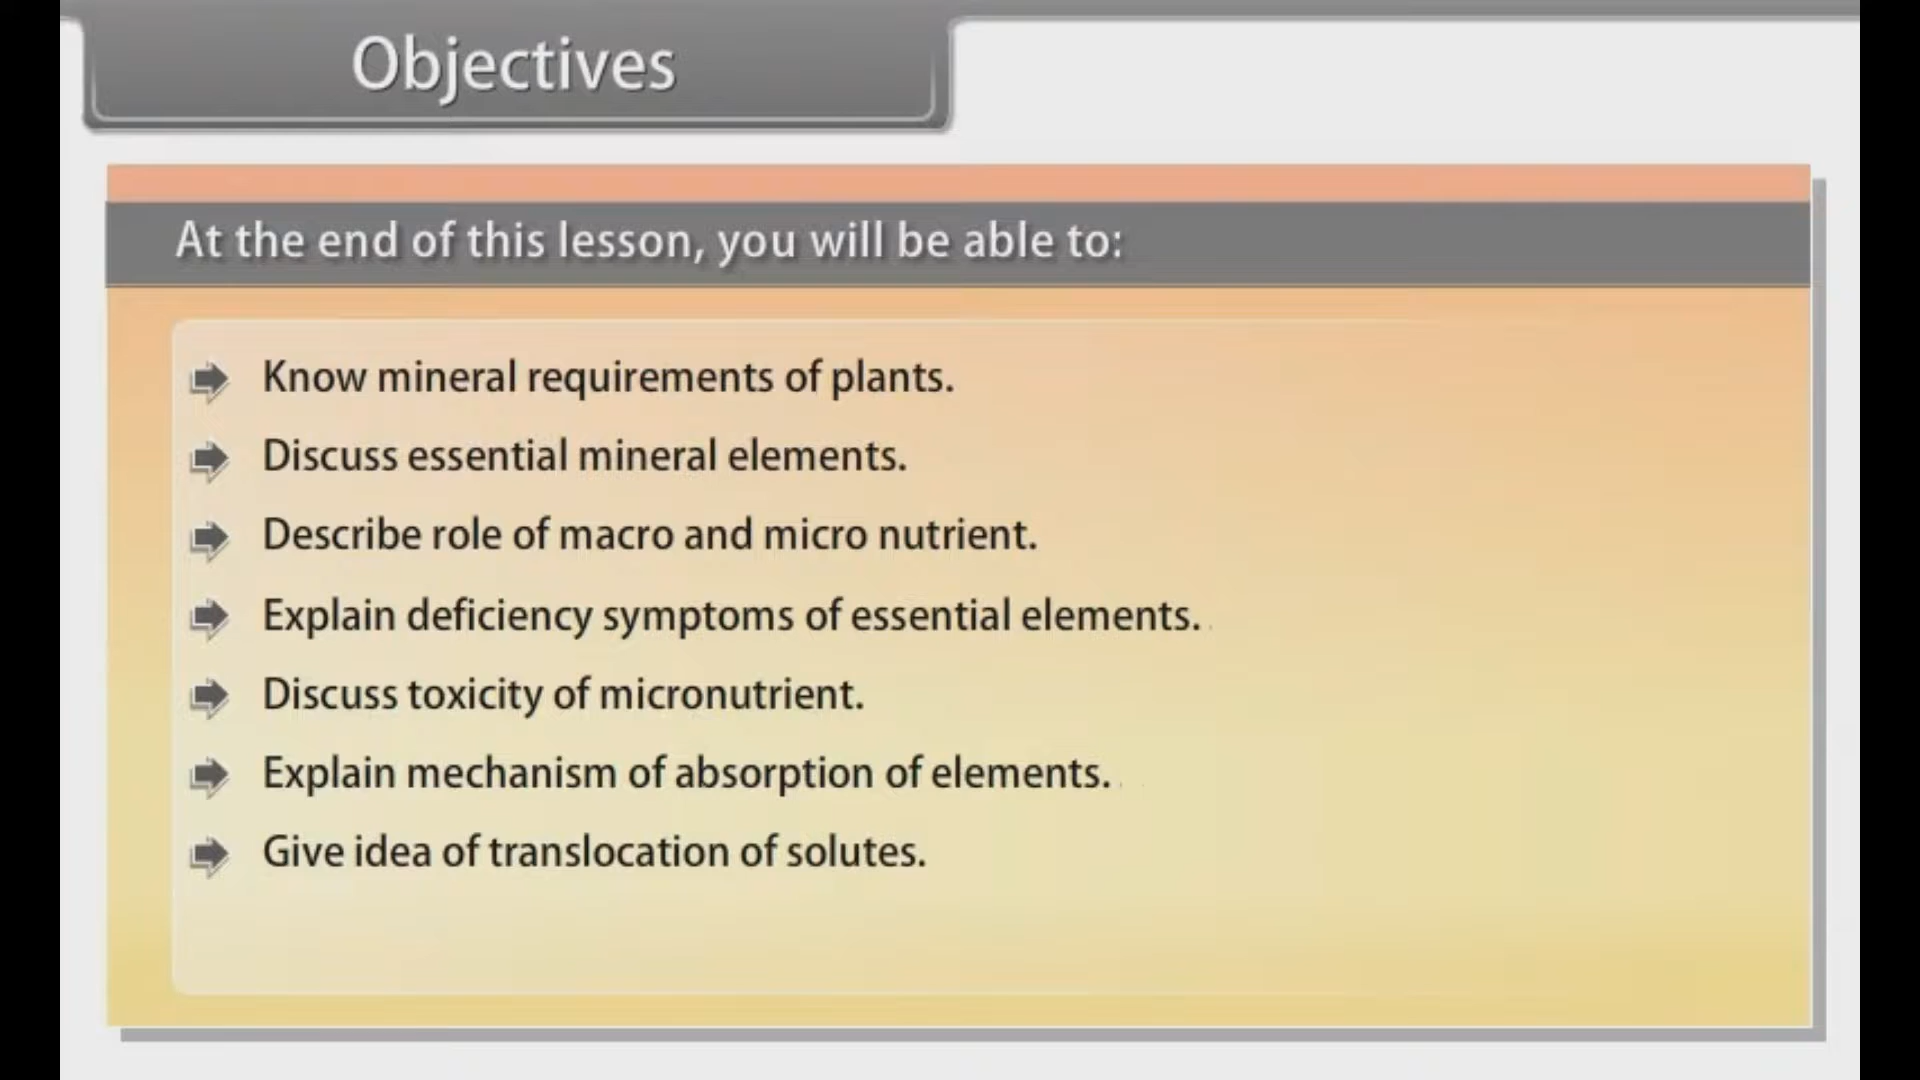 Objectives
At the end of this lesson, you will be able to:
Know mineral requirements of plants.
Discuss essential mineral elements.
Describe role of macro and micro nutrient.
Explain deficiency symptoms of essential elements.
Discuss toxicity of micronutrient.
Explain mechanism of absorption of elements.
Give idea of translocation of solutes.